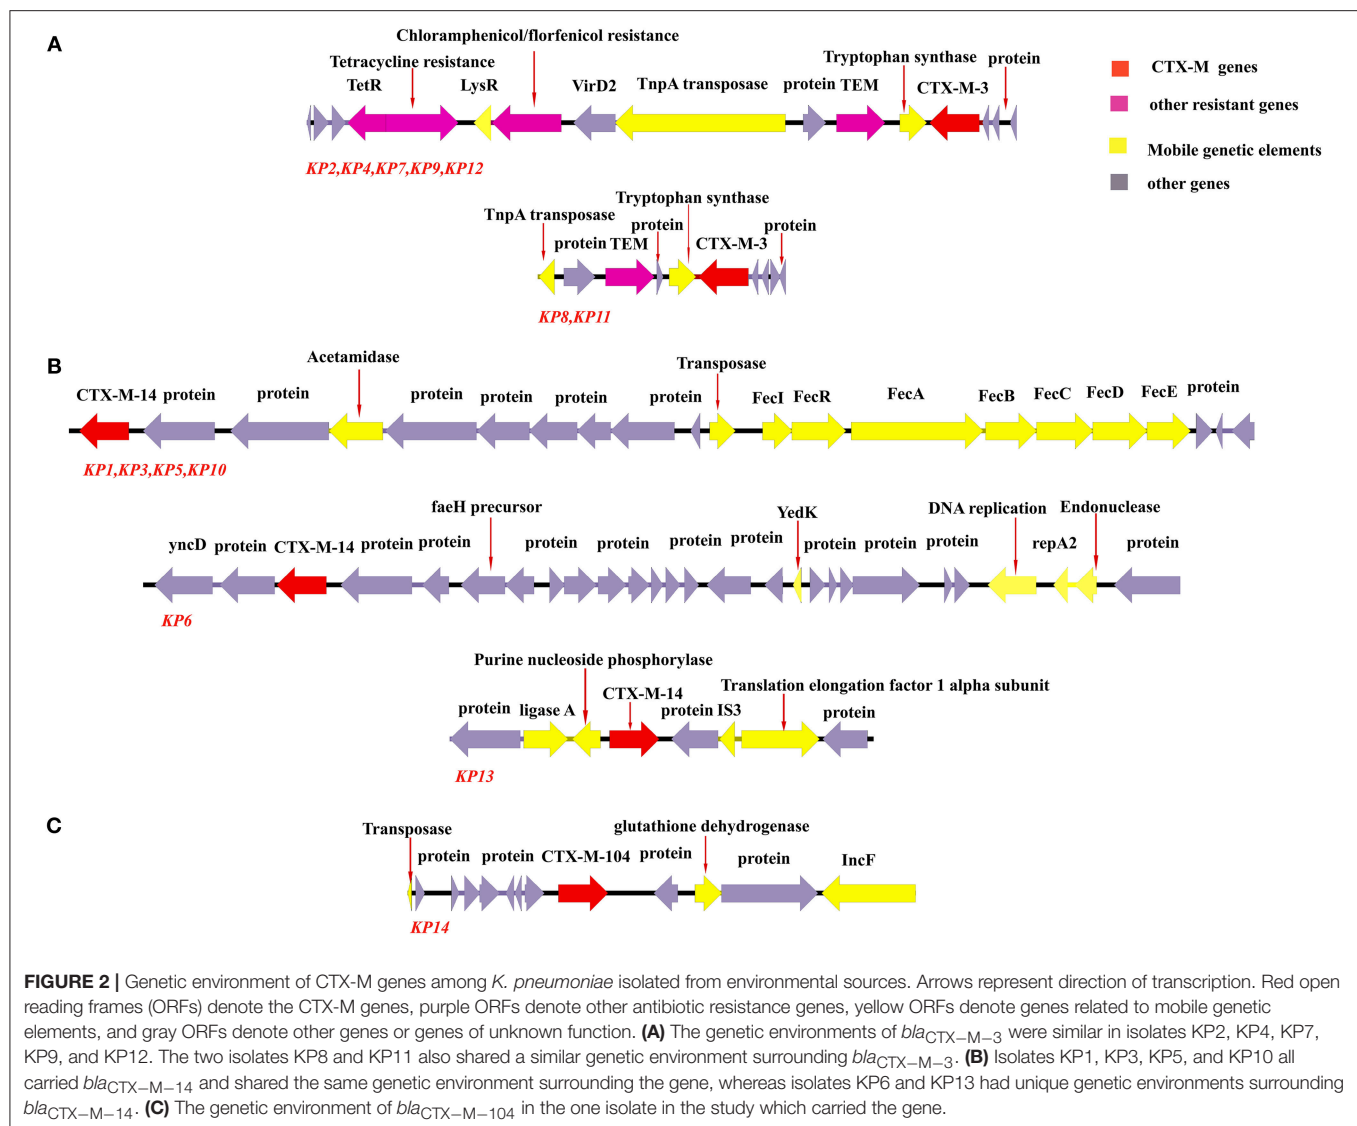 A
Chloramphenicol/florfenicol resistance
Tetracycline resistance
Tryptophan synthase
protein
TetR
LysR
VirD2
TnpA transposase
protein
TEM
CTX-M-3
KP2,KP4,KP7,KP9,KP12
CTX-M genes
other resistant genes
Mobile genetic elements
other genes
Tryptophan synthase
TnpA transposase
protein
protein
protein
TEM
CTX-M-3
KP8,KP11
B
Acetamidase
Transposase
CTX-M-14
protein
protein
protein
protein
protein
protein
FecI
FecR
FecA
FecB
FecC
FecD
FecE
protein
KP1,KP3,KP5,KP10
faeH precursor
YedK
DNA replication
Endonuclease
yncD
protein
CTX-M-14
protein
protein
protein
protein
protein
protein
protein
protein
protein
repA2
protein
KP6
Purine nucleoside phosphorylase
CTX-M-14
Translation elongation factor 1 alpha subunit
protein
ligase A
protein
IS3
protein
KP13
C
Transposase
glutathione dehydrogenase
protein
protein
CTX-M-104
protein
protein
IncF
KP14
FIGURE 2 | Genetic environment of CTX-M genes among K. pneumoniae isolated from environmental sources. Arrows represent direction of transcription. Red open
reading frames (ORFs) denote the CTX-M genes, purple ORFs denote other antibiotic resistance genes, yellow ORFs denote genes related to mobile genetic
elements, and gray ORFs denote other genes or genes of unknown function. (A) The genetic environments of blaCTX−M−3 were similar in isolates KP2, KP4, KP7,
KP9, and KP12. The two isolates KP8 and KP11 also shared a similar genetic environment surrounding blaCTX−M−3. (B) Isolates KP1, KP3, KP5, and KP10 all
carried blaCTX−M−14 and shared the same genetic environment surrounding the gene, whereas isolates KP6 and KP13 had unique genetic environments surrounding
blaCTX−M−14. (C) The genetic environment of blaCTX−M−104 in the one isolate in the study which carried the gene.